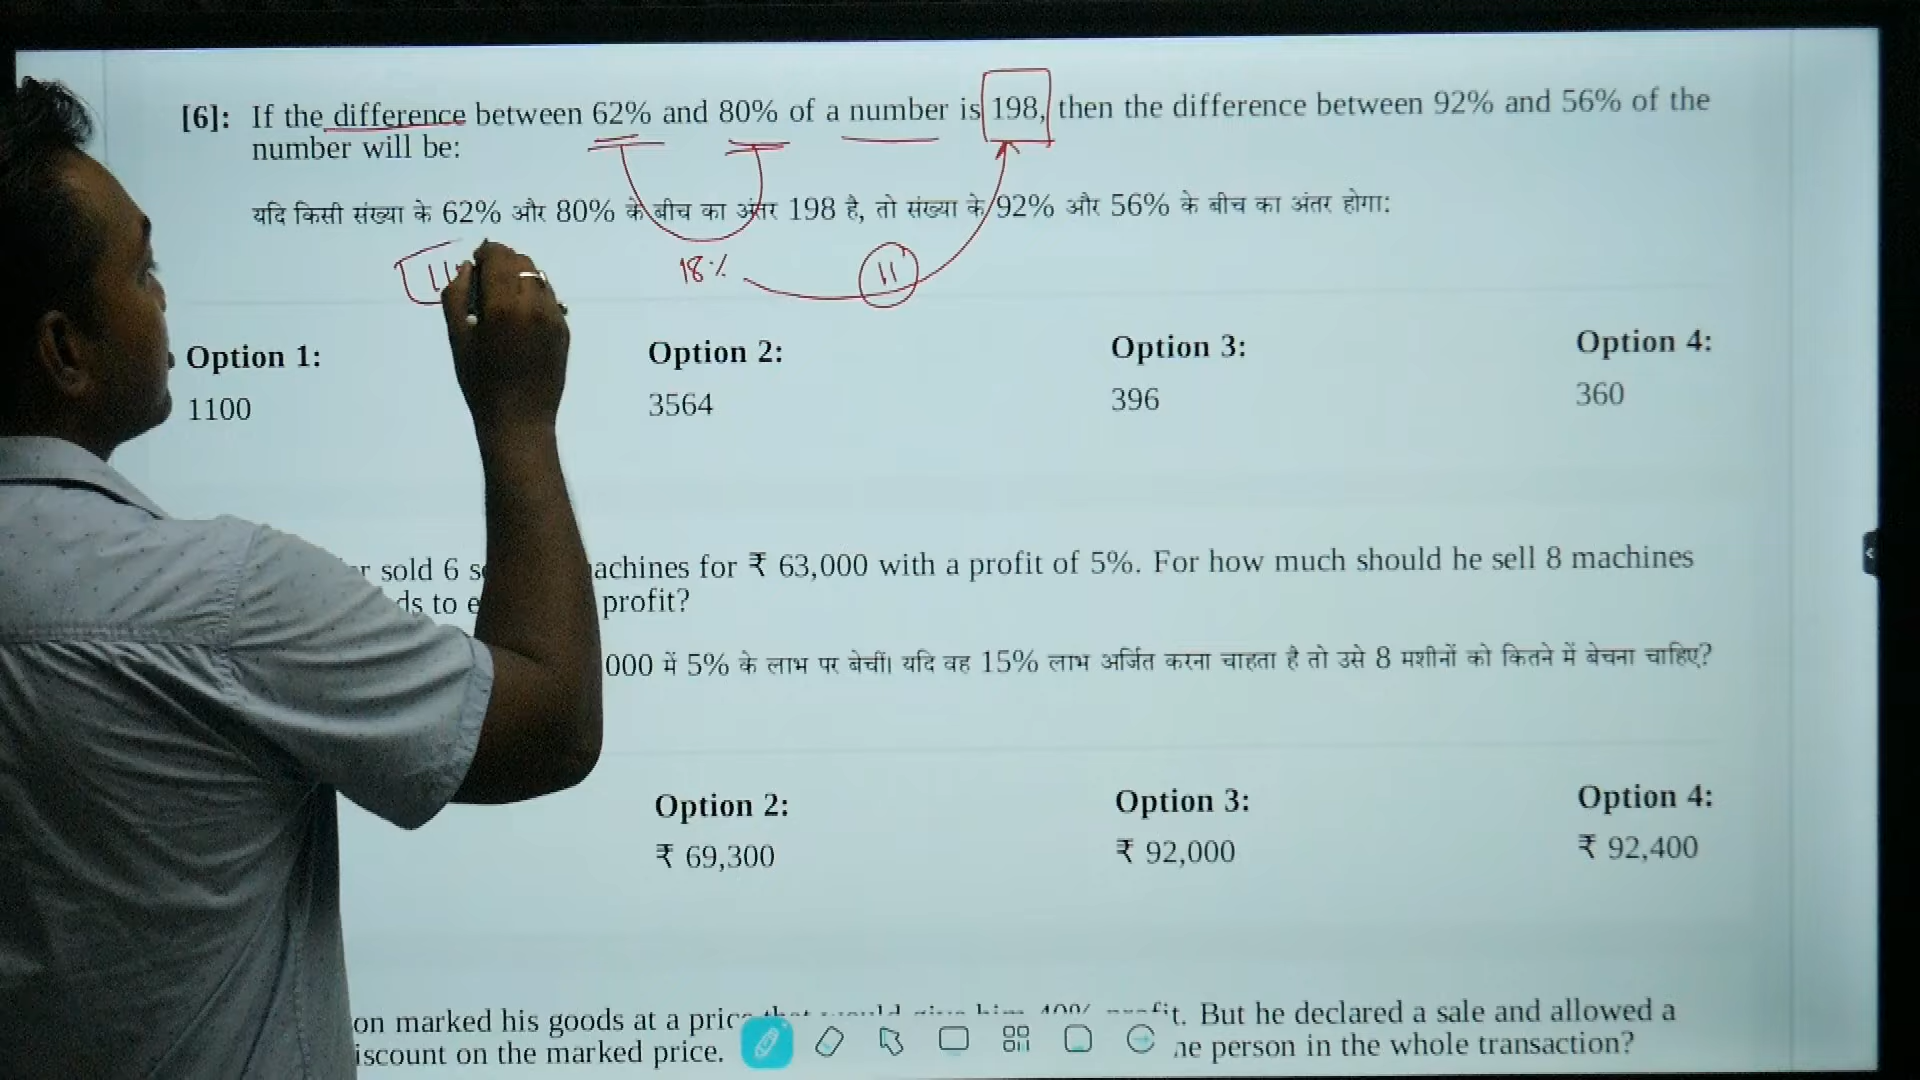 [6]: If the difference between 62% and 80% of a number is 198, then the difference between 92% and 56% of the
number will be:
यदि किसी संख्या के 62% और 80% के बीच का अंतर 198 है, तो संख्या के 92% और 56% के बीच का अंतर होगा:
18% 11
Option 1: Option 2: Option 3: Option 4:
1100 3564 396 360
sold 6 for ₹ 63,000 with a profit of 5%. For how much should he sell 8 machines
to profit?
000 में 5% के लाभ पर बेचीं। यदि वह 15% लाभ अर्जित करना चाहता है तो उसे 8 मशीनों को कितने में बेचना चाहिए?
Option 2: Option 3: Option 4:
₹ 69,300 ₹ 92,000 ₹ 92,400
marked his goods at a 40% But he declared a sale and allowed a
on the marked price. person in the whole transaction?